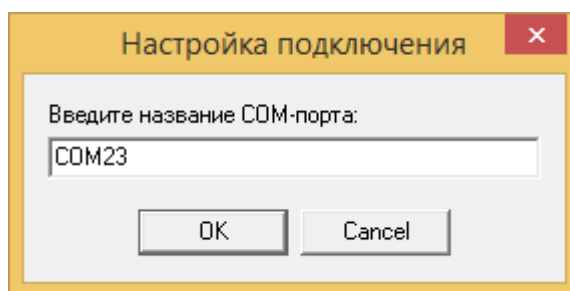 Настройка подключения
Введите название COM-порта:
COM23
OK Cancel